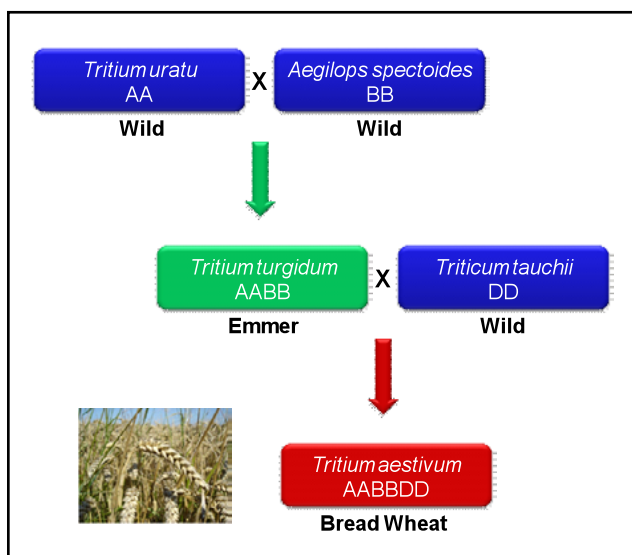 Tritium uratu
AA
X
Aegilops spectoides
BB
Wild
Wild
Tritium turgidum
AABB
X
Triticum tauchii
DD
Emmer
Wild
Tritium aestivum
AABBDD
Bread Wheat